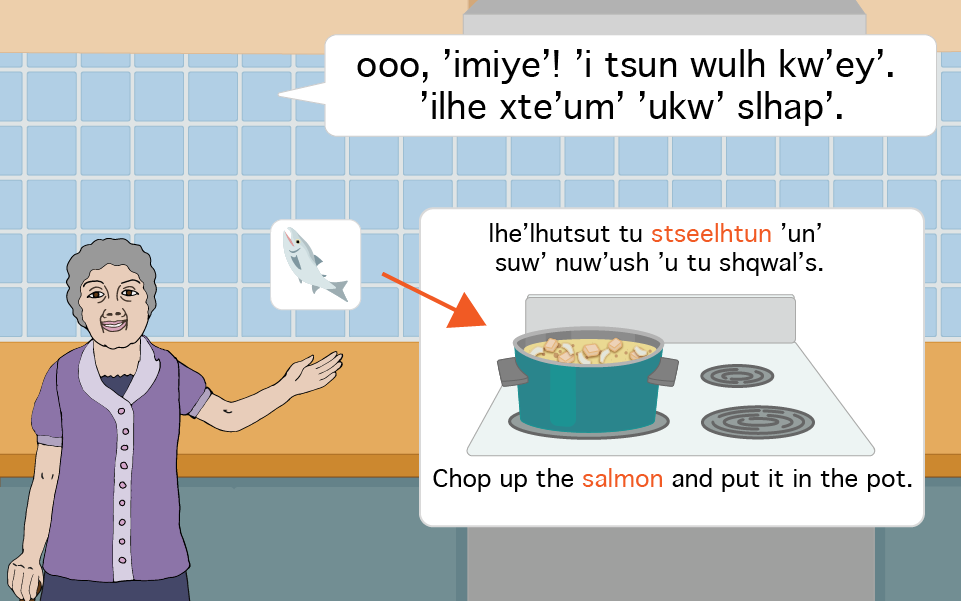 ooo, ’imiye’! ’i tsun wulh kw’ey’.
’ilhe xte’um’ ’ukw’ slhap’.
lhe’lhutsut tu stseelhtun ’un’
suw’ nuw’ush ’u tu shqwal’s.
Chop up the salmon and put it in the pot.